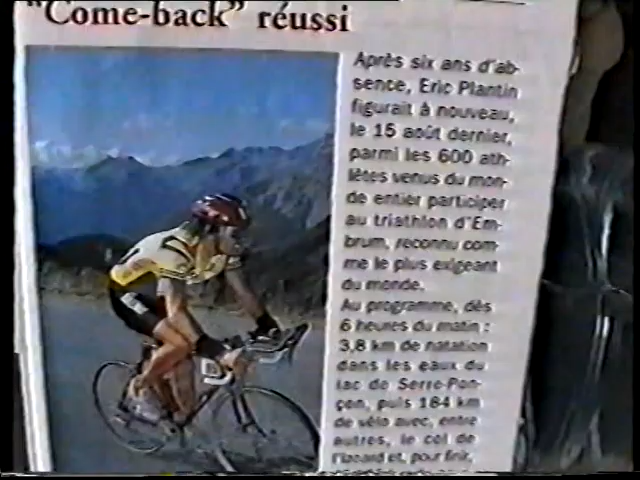 "Come-back" réussi
Après six ans d'ab-
sence, Eric Plantin
figurait à nouveau,
le 15 août dernier,
parmi les 600 ath-
lètes venus du mon-
de entier participer
au triathlon d'Em-
brum, reconnu com-
me le plus exigeant
du monde.
Au programme, dès
6 heures du matin :
3,8 km de natation
dans les eaux du
lac de Serre-Pon-
çon, puis 184 km
de vélo avec, entre
autres, le col de
l'Izoard et, pour finir,